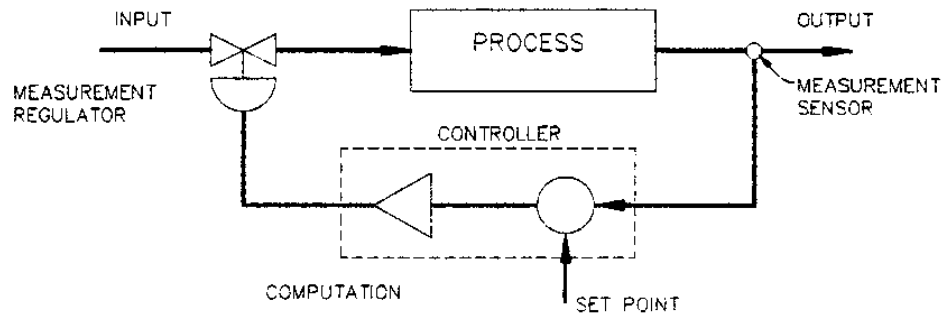 INPUT
OUTPUT
PROCESS
MEASUREMENT
REGULATOR
MEASUREMENT
SENSOR
CONTROLLER
COMPUTATION
SET POINT